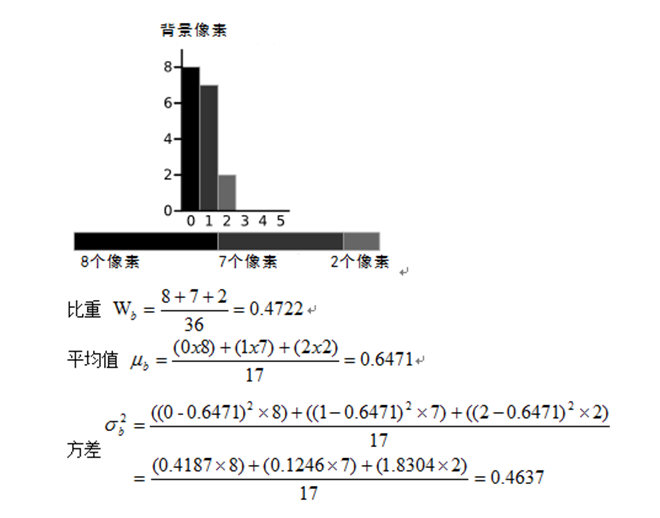 背景像素
8
6
4
2
0
0 1 2 3 4 5
8个像素 7个像素 2个像素 ↵
比重 W_b = (8+7+2)/36 = 0.4722↵
平均值 μ_b = ((0x8)+(1x7)+(2x2))/17 = 0.6471↵
方差 σ_b^2 = (((0-0.6471)^2×8)+((1-0.6471)^2×7)+((2-0.6471)^2×2))/17
= ((0.4187×8)+(0.1246×7)+(1.8304×2))/17 = 0.4637